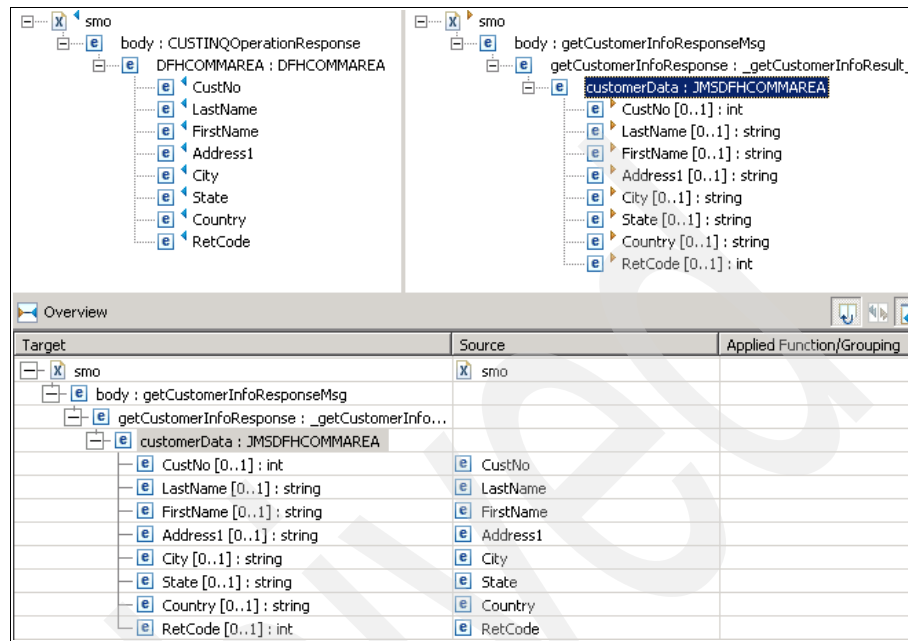 smo
body : CUSTINQOperationResponse
DFHCOMMAREA : DFHCOMMAREA
CustNo
LastName
FirstName
Address1
City
State
Country
RetCode
smo
body : getCustomerInfoResponseMsg
getCustomerInfoResponse : _getCustomerInfoResult_
customerData : JMSDFHCOMMAREA
CustNo [0..1] : int
LastName [0..1] : string
FirstName [0..1] : string
Address1 [0..1] : string
City [0..1] : string
State [0..1] : string
Country [0..1] : string
RetCode [0..1] : int
Overview
Target Source Applied Function/Grouping
smo smo
body : getCustomerInfoResponseMsg
getCustomerInfoResponse : _getCustomerInfo...
customerData : JMSDFHCOMMAREA
CustNo [0..1] : int CustNo
LastName [0..1] : string LastName
FirstName [0..1] : string FirstName
Address1 [0..1] : string Address1
City [0..1] : string City
State [0..1] : string State
Country [0..1] : string Country
RetCode [0..1] : int RetCode